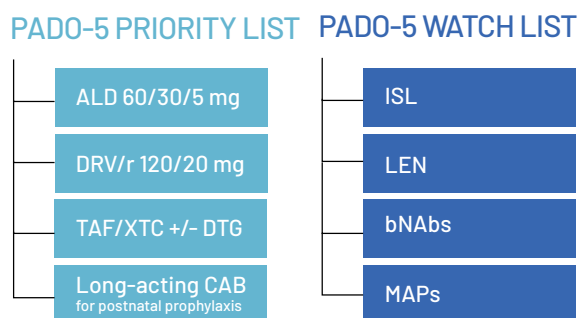 PADO-5 PRIORITY LIST
ALD 60/30/5 mg
DRV/r 120/20 mg
TAF/XTC +/- DTG
Long-acting CAB
for postnatal prophylaxis
PADO-5 WATCH LIST
ISL
LEN
bNAbs
MAPs